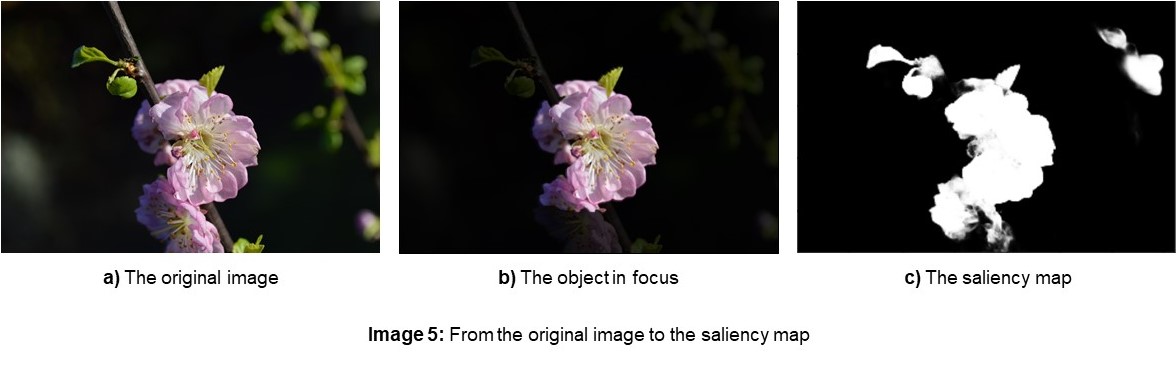 a) The original image
b) The object in focus
c) The saliency map
Image 5: From the original image to the saliency map